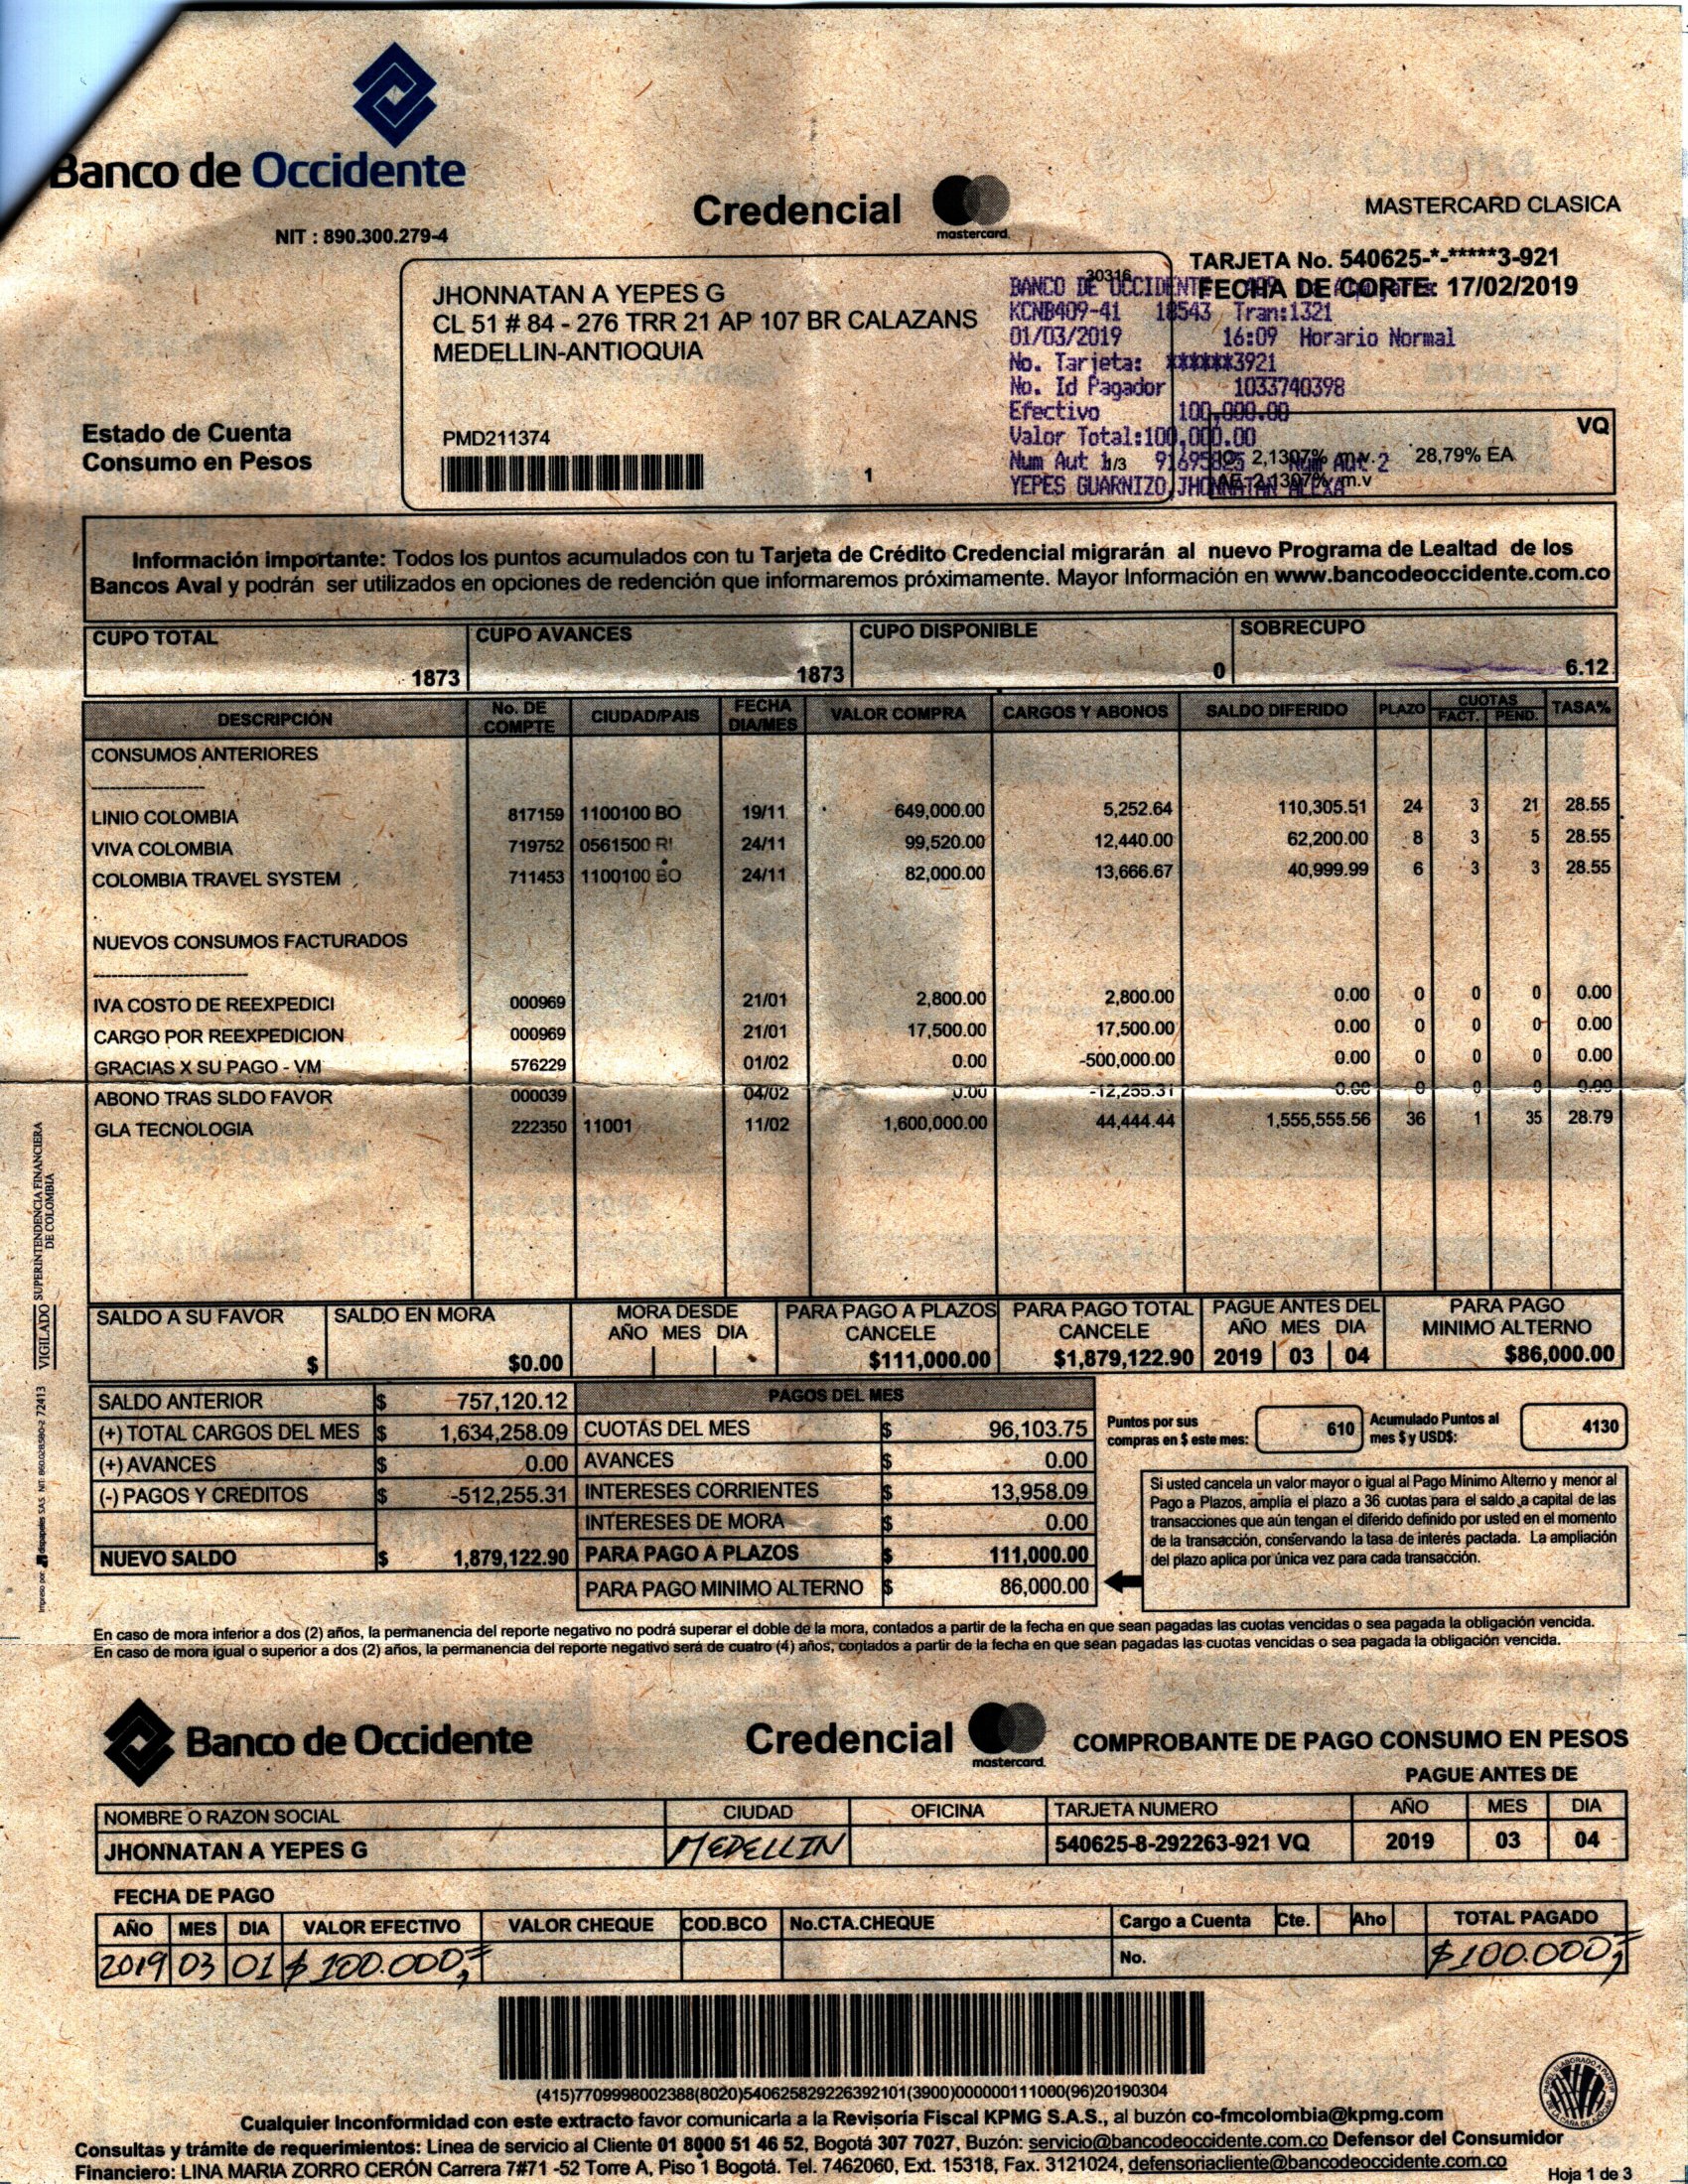 Banco de Occidente
NIT : 890.300.279-4
Credencial
mastercard
MASTERCARD CLASICA
TARJETA No. 540625-*-*****3-921
FECHA DE CORTE: 17/02/2019
30316
JHONNATAN A YEPES G
CL 51 # 84 - 276 TRR 21 AP 107 BR CALAZANS
MEDELLIN-ANTIOQUIA
BANCO DE OCCIDENTE
KCNB409-41 Tran:1321
01/03/2019 16:09 Horario Normal
No. Tarjeta: ******3921
No. Id Pagador 1033740398
Efectivo 100,000.00
Valor Total:100,000.00
Num Aut
YEPES GUARNIZO JHONNATAN ALEXA
Estado de Cuenta
Consumo en Pesos
PMD211374
1/3
1
VQ
2,1307% m.v. 28,79% EA
AE 2,1307% m.v
Información importante: Todos los puntos acumulados con tu Tarjeta de Crédito Credencial migrarán al nuevo Programa de Lealtad de los
Bancos Aval y podrán ser utilizados en opciones de redención que informaremos próximamente. Mayor Información en www.bancodeoccidente.com.co
CUPO TOTAL CUPO AVANCES CUPO DISPONIBLE SOBRECUPO
1873 1873 0 6.12
DESCRIPCIÓN No. DE COMPTE CIUDAD/PAIS FECHA DIA/MES VALOR COMPRA CARGOS Y ABONOS SALDO DIFERIDO PLAZO CUOTAS FACT. PEND. TASA%
CONSUMOS ANTERIORES
--------------------
LINIO COLOMBIA 817159 1100100 BO 19/11 649,000.00 5,252.64 110,305.51 24 3 21 28.55
VIVA COLOMBIA 719752 0561500 RI 24/11 99,520.00 12,440.00 62,200.00 8 3 5 28.55
COLOMBIA TRAVEL SYSTEM 711453 1100100 BO 24/11 82,000.00 13,666.67 40,999.99 6 3 3 28.55
NUEVOS CONSUMOS FACTURADOS
---------------------------
IVA COSTO DE REEXPEDICI 000969 21/01 2,800.00 2,800.00 0.00 0 0 0 0.00
CARGO POR REEXPEDICION 000969 21/01 17,500.00 17,500.00 0.00 0 0 0 0.00
GRACIAS X SU PAGO - VM 576229 01/02 0.00 -500,000.00 0.00 0 0 0 0.00
ABONO TRAS SLDO FAVOR 000039 04/02 0.00 -12,255.31 0.00 0 0 0 0.00
GLA TECNOLOGIA 222350 11001 11/02 1,600,000.00 44,444.44 1,555,555.56 36 1 35 28.79
VIGILADO SUPERINTENDENCIA FINANCIERA
DE COLOMBIA
SALDO A SU FAVOR SALDO EN MORA MORA DESDE PARA PAGO A PLAZOS PARA PAGO TOTAL PAGUE ANTES DEL PARA PAGO
AÑO MES DIA CANCELE CANCELE AÑO MES DIA MINIMO ALTERNO
$ $0.00 $111,000.00 $1,879,122.90 2019 03 04 $86,000.00
SALDO ANTERIOR $ 757,120.12
(+) TOTAL CARGOS DEL MES $ 1,634,258.09
(+) AVANCES $ 0.00
(-) PAGOS Y CRÉDITOS $ -512,255.31
NUEVO SALDO $ 1,879,122.90
PAGOS DEL MES
CUOTAS DEL MES $ 96,103.75
AVANCES $ 0.00
INTERESES CORRIENTES $ 13,958.09
INTERESES DE MORA $ 0.00
PARA PAGO A PLAZOS $ 111,000.00
PARA PAGO MINIMO ALTERNO $ 86,000.00
Puntos por sus
compras en $ este mes: 610
Acumulado Puntos al
mes $ y USD$: 4130
Si usted cancela un valor mayor o igual al Pago Minimo Alterno y menor al
Pago a Plazos, amplía el plazo a 36 cuotas para el saldo a capital de las
transacciones que aún tengan el diferido definido por usted en el momento
de la transacción, conservando la tasa de interés pactada. La ampliación
del plazo aplica por única vez para cada transacción.
En caso de mora inferior a dos (2) años, la permanencia del reporte negativo no podrá superar el doble de la mora, contados a partir de la fecha en que sean pagadas las cuotas vencidas o sea pagada la obligación vencida.
En caso de mora igual o superior a dos (2) años, la permanencia del reporte negativo será de cuatro (4) años, contados a partir de la fecha en que sean pagadas las cuotas vencidas o sea pagada la obligación vencida.
Banco de Occidente
Credencial
mastercard
COMPROBANTE DE PAGO CONSUMO EN PESOS
PAGUE ANTES DE
NOMBRE O RAZON SOCIAL CIUDAD OFICINA TARJETA NUMERO AÑO MES DIA
JHONNATAN A YEPES G MEDELLIN 540625-8-292263-921 VQ 2019 03 04
FECHA DE PAGO
AÑO MES DIA VALOR EFECTIVO VALOR CHEQUE COD.BCO No.CTA.CHEQUE Cargo a Cuenta Cte. Aho TOTAL PAGADO
2019 03 01 $ 100.000,= No. $100.000,=
(415)7709998002388(8020)540625829226392101(3900)000000111000(96)20190304
Cualquier Inconformidad con este extracto favor comunicarla a la Revisoría Fiscal KPMG S.A.S., al buzón co-fmcolombia@kpmg.com
Consultas y trámite de requerimientos: Linea de servicio al Cliente 01 8000 51 46 52, Bogotá 307 7027, Buzón: servicio@bancodeoccidente.com.co Defensor del Consumidor
Financiero: LINA MARIA ZORRO CERÓN Carrera 7#71 -52 Torre A, Piso 1 Bogotá. Tel. 7462060, Ext. 15318, Fax. 3121024, defensoriacliente@bancodeoccidente.com.co
Hoja 1 de 3